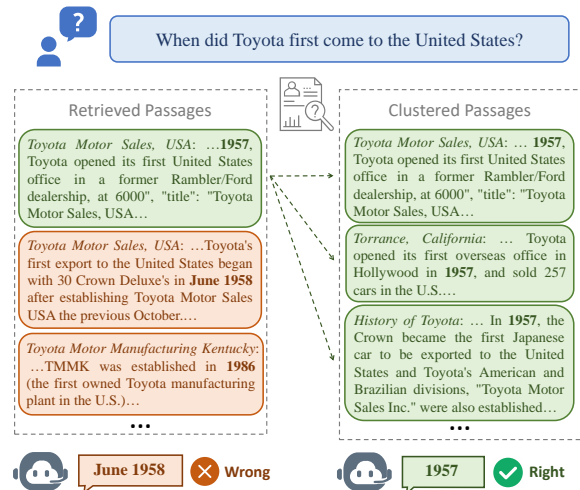 ?
When did Toyota first come to the United States?
Retrieved Passages
Toyota Motor Sales, USA: …1957,
Toyota opened its first United States
office in a former Rambler/Ford
dealership, at 6000", "title": "Toyota
Motor Sales, USA…
Toyota Motor Sales, USA: …Toyota's
first export to the United States began
with 30 Crown Deluxe's in June 1958
after establishing Toyota Motor Sales
USA the previous October.…
Toyota Motor Manufacturing Kentucky:
…TMMK was established in 1986
(the first owned Toyota manufacturing
plant in the U.S.)…
…
June 1958
Wrong
?
Clustered Passages
Toyota Motor Sales, USA: … 1957,
Toyota opened its first United States
office in a former Rambler/Ford
dealership, at 6000", "title": "Toyota
Motor Sales, USA…
Torrance, California: … Toyota
opened its first overseas office in
Hollywood in 1957, and sold 257
cars in the U.S.…
History of Toyota: … In 1957, the
Crown became the first Japanese
car to be exported to the United
States and Toyota's American and
Brazilian divisions, "Toyota Motor
Sales Inc." were also established…
…
1957
Right